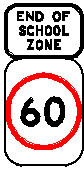 END OF
SCHOOL
ZONE
60